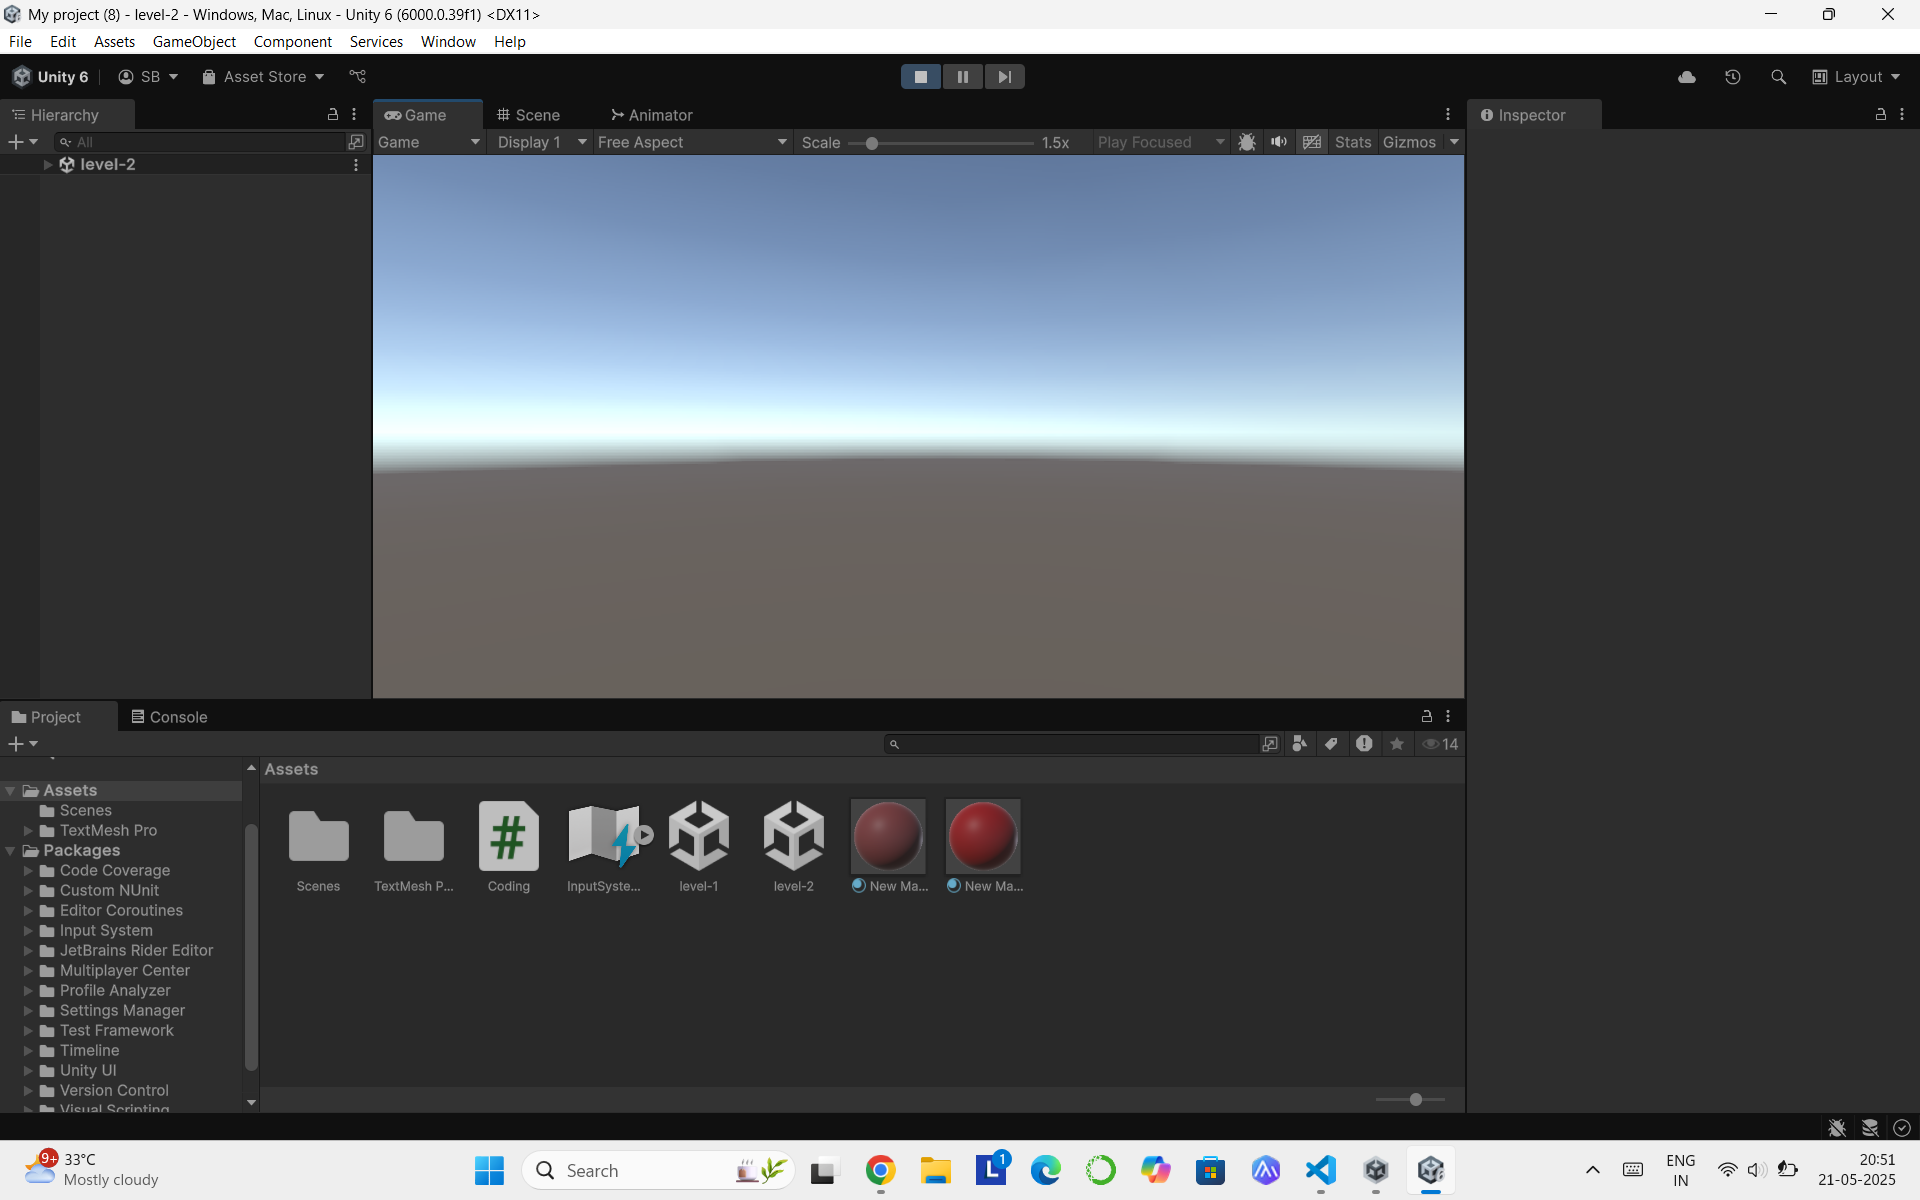 My project (8) - level-2 - Windows, Mac, Linux - Unity 6 (6000.0.39f1) <DX11>
File Edit Assets GameObject Component Services Window Help
Unity 6 SB Asset Store Layout
Hierarchy
All
level-2
Game Scene Animator
Game Display 1 Free Aspect Scale 1.5x Play Focused Stats Gizmos
Inspector
Project Console
14
Assets
Scenes
TextMesh Pro
Packages
Code Coverage
Custom NUnit
Editor Coroutines
Input System
JetBrains Rider Editor
Multiplayer Center
Profile Analyzer
Settings Manager
Test Framework
Timeline
Unity UI
Version Control
Visual Scripting
Assets
Scenes TextMesh P... Coding InputSyste... level-1 level-2 New Ma... New Ma...
9+
33°C
Mostly cloudy
Search
1
ENG
IN
20:51
21-05-2025